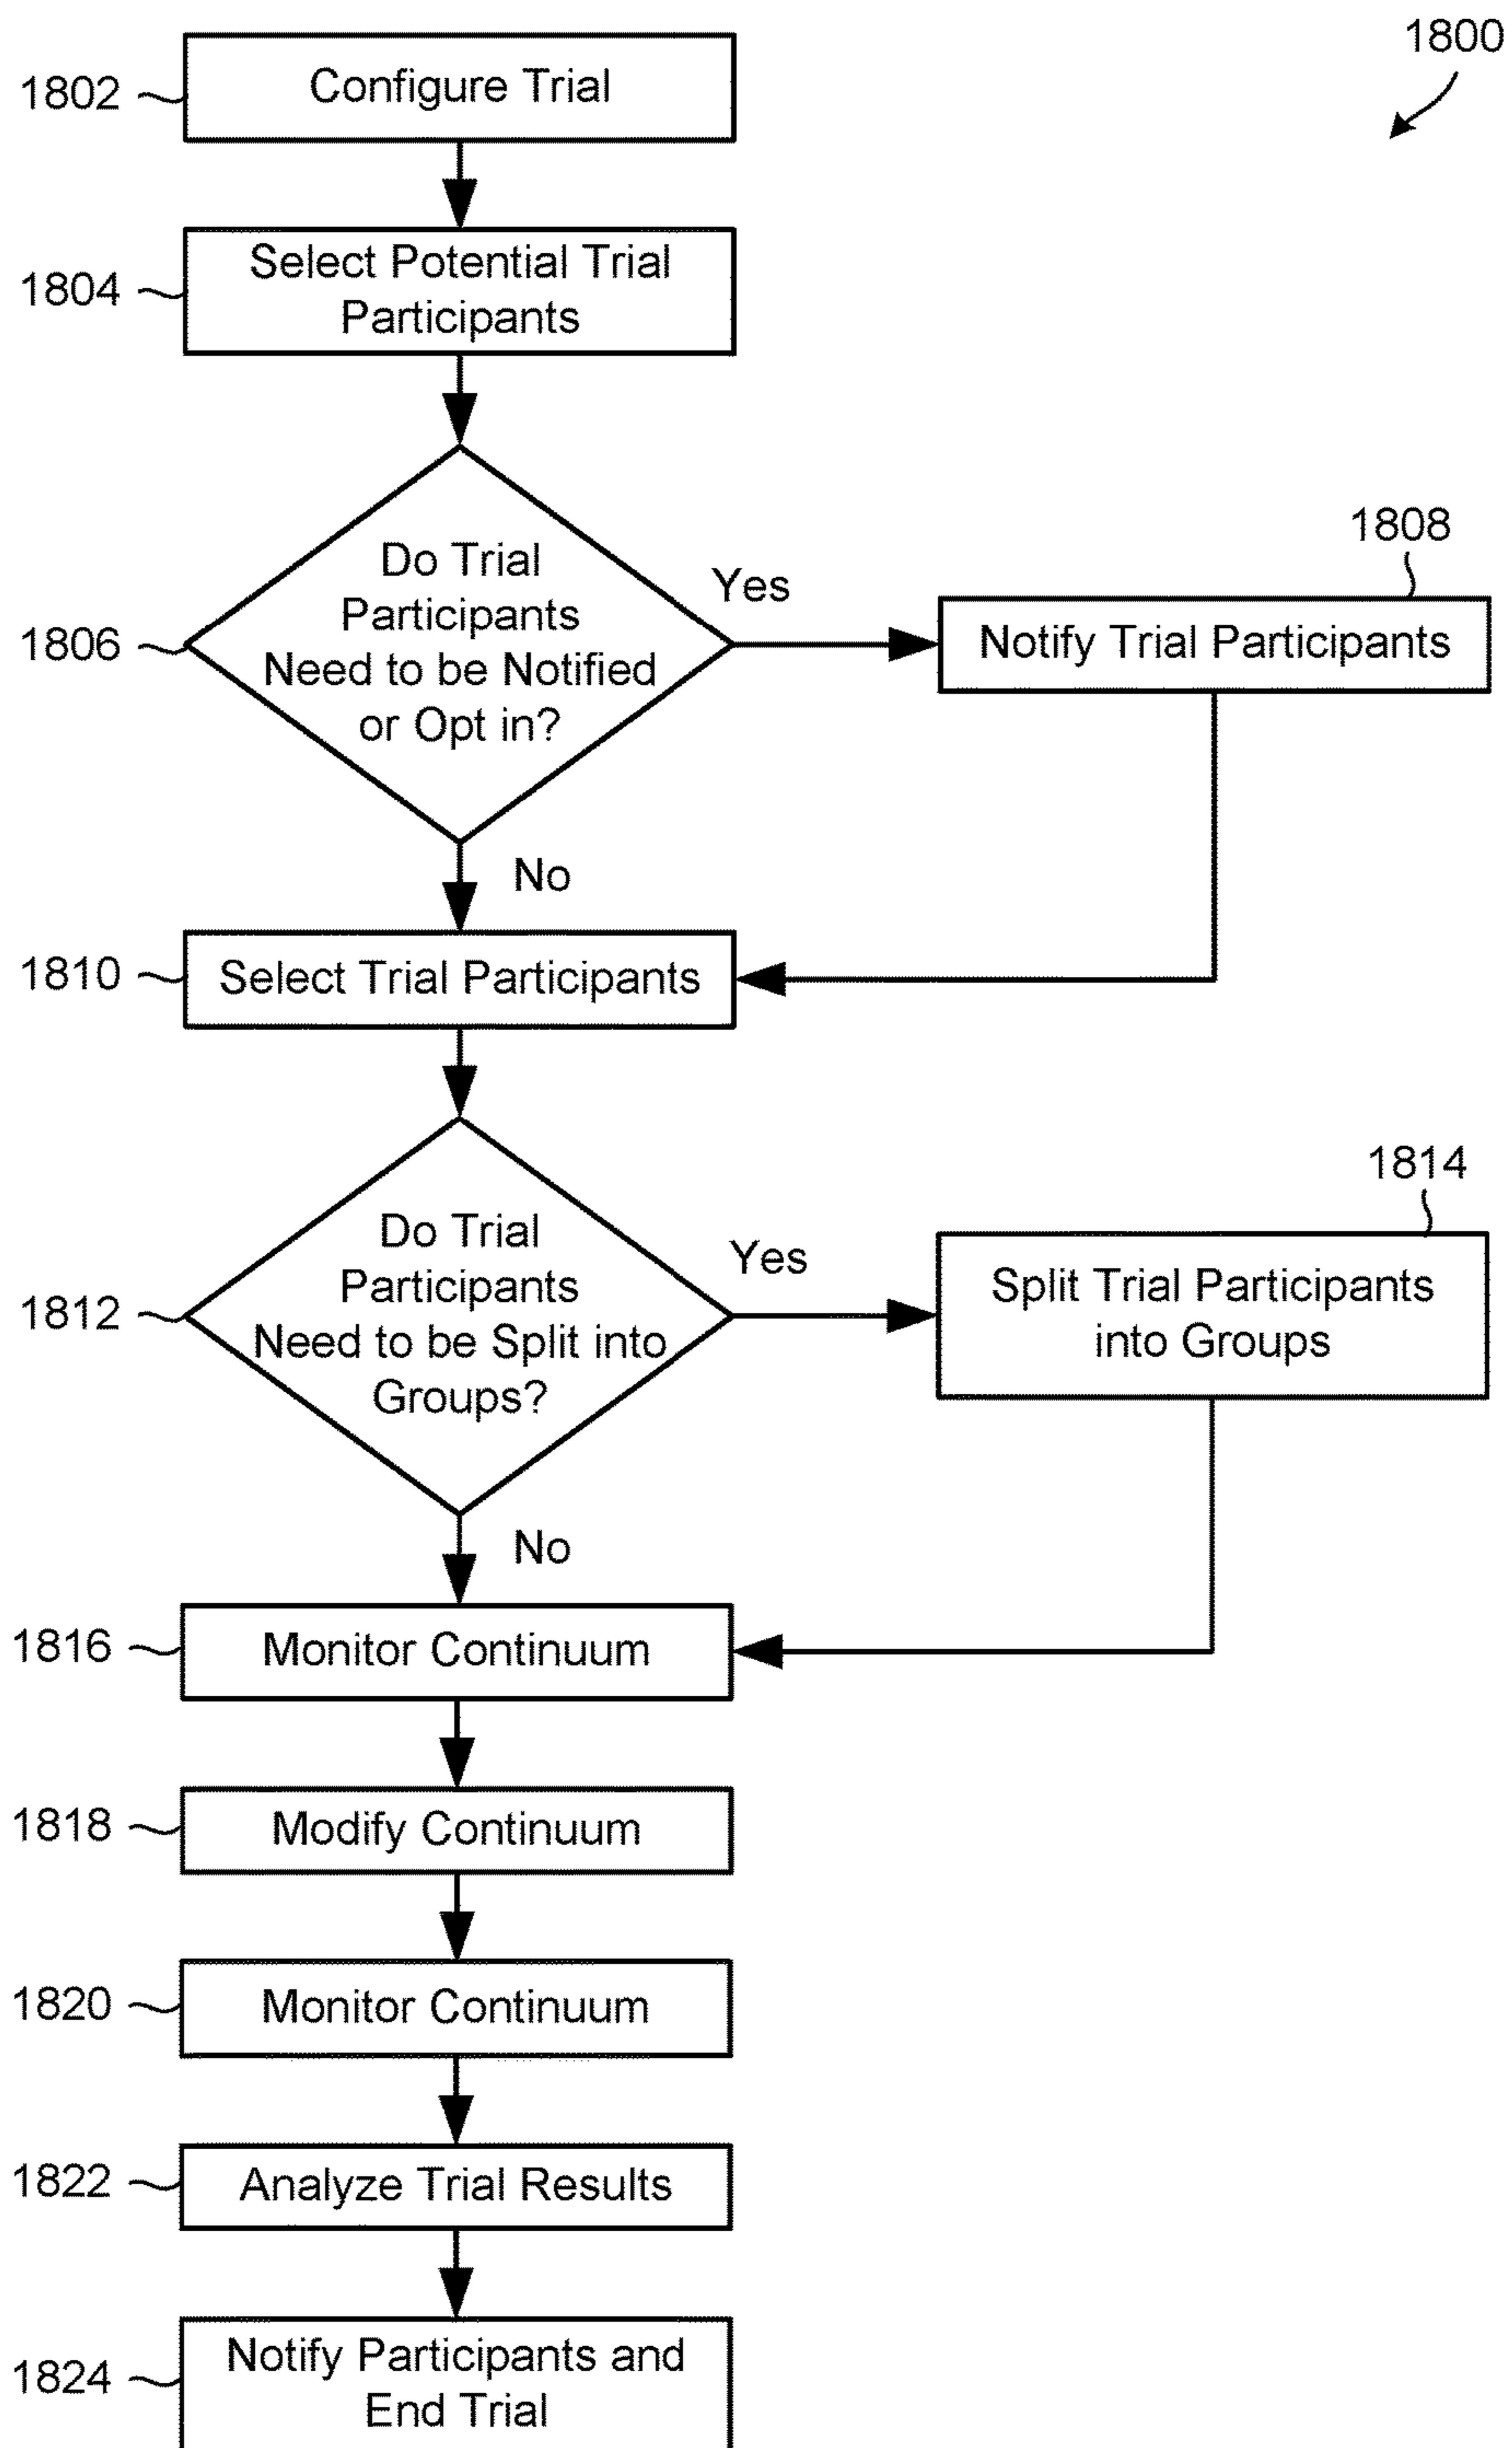 1800
1802
Configure Trial
1804
Select Potential Trial
Participants
1806
Do Trial
Participants
Need to be Notified
or Opt in?
Yes
1808
Notify Trial Participants
No
1810
Select Trial Participants
1812
Do Trial
Participants
Need to be Split into
Groups?
Yes
1814
Split Trial Participants
into Groups
No
1816
Monitor Continuum
1818
Modify Continuum
1820
Monitor Continuum
1822
Analyze Trial Results
1824
Notify Participants and
End Trial